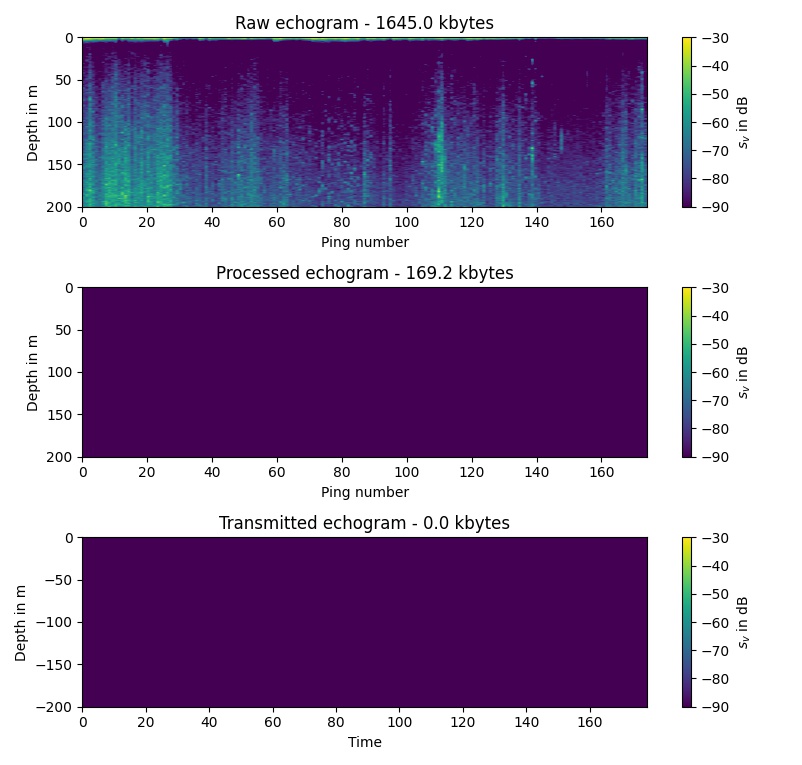 Raw echogram - 1645.0 kbytes
0
50
100
150
200
Depth in m
0 20 40 60 80 100 120 140 160
Ping number
−30
−40
−50
−60
−70
−80
−90
sv in dB
Processed echogram - 169.2 kbytes
0
50
100
150
200
Depth in m
0 20 40 60 80 100 120 140 160
Ping number
−30
−40
−50
−60
−70
−80
−90
sv in dB
Transmitted echogram - 0.0 kbytes
0
−50
−100
−150
−200
Depth in m
0 20 40 60 80 100 120 140 160
Time
−30
−40
−50
−60
−70
−80
−90
sv in dB